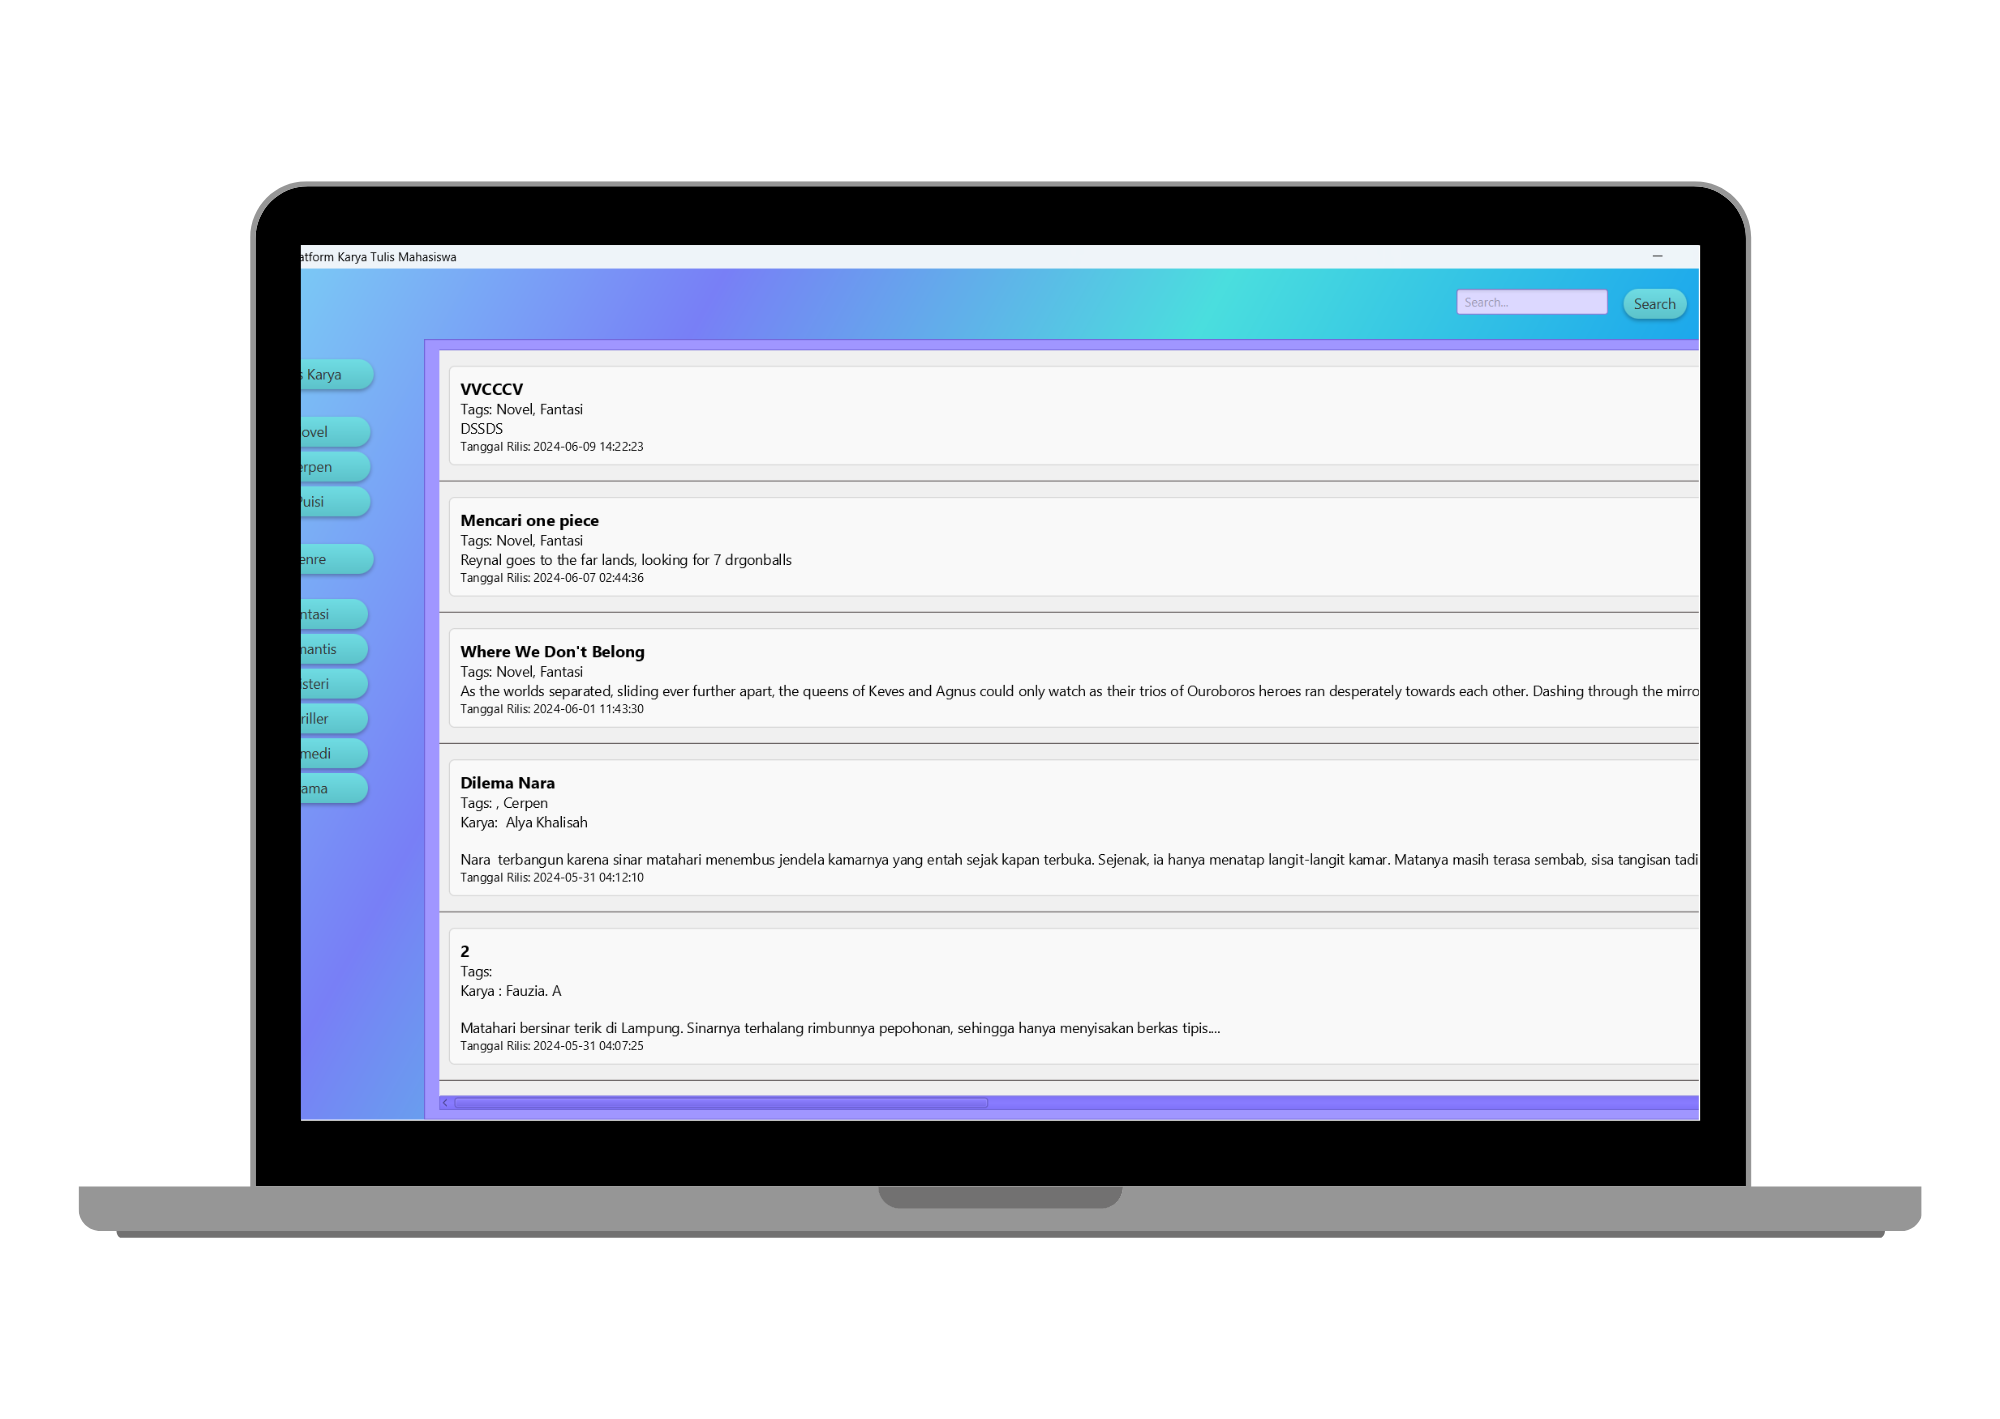 atform Karya Tulis Mahasiswa
Search...
Search
s Karya
ovel
erpen
uisi
enre
ntasi
mantis
isteri
riller
medi
ama
VVCCCV
Tags: Novel, Fantasi
DSSDS
Tanggal Rilis: 2024-06-09 14:22:23
Mencari one piece
Tags: Novel, Fantasi
Reynal goes to the far lands, looking for 7 drgonballs
Tanggal Rilis: 2024-06-07 02:44:36
Where We Don't Belong
Tags: Novel, Fantasi
As the worlds separated, sliding ever further apart, the queens of Keves and Agnus could only watch as their trios of Ouroboros heroes ran desperately towards each other. Dashing through the mirro
Tanggal Rilis: 2024-06-01 11:43:30
Dilema Nara
Tags: , Cerpen
Karya:  Alya Khalisah
Nara  terbangun karena sinar matahari menembus jendela kamarnya yang entah sejak kapan terbuka. Sejenak, ia hanya menatap langit-langit kamar. Matanya masih terasa sembab, sisa tangisan tadi
Tanggal Rilis: 2024-05-31 04:12:10
2
Tags:
Karya : Fauzia. A
Matahari bersinar terik di Lampung. Sinarnya terhalang rimbunnya pepohonan, sehingga hanya menyisakan berkas tipis....
Tanggal Rilis: 2024-05-31 04:07:25